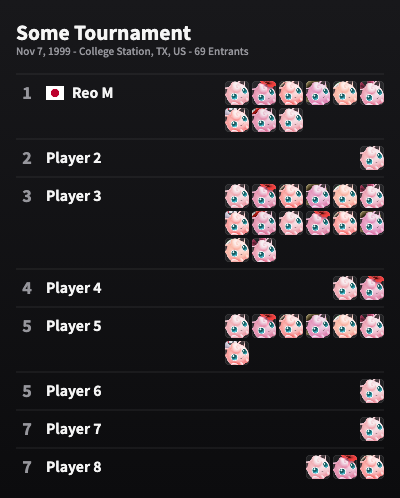 Some Tournament
Nov 7, 1999 - College Station, TX, US - 69 Entrants
1 Reo M
2 Player 2
3 Player 3
4 Player 4
5 Player 5
5 Player 6
7 Player 7
7 Player 8